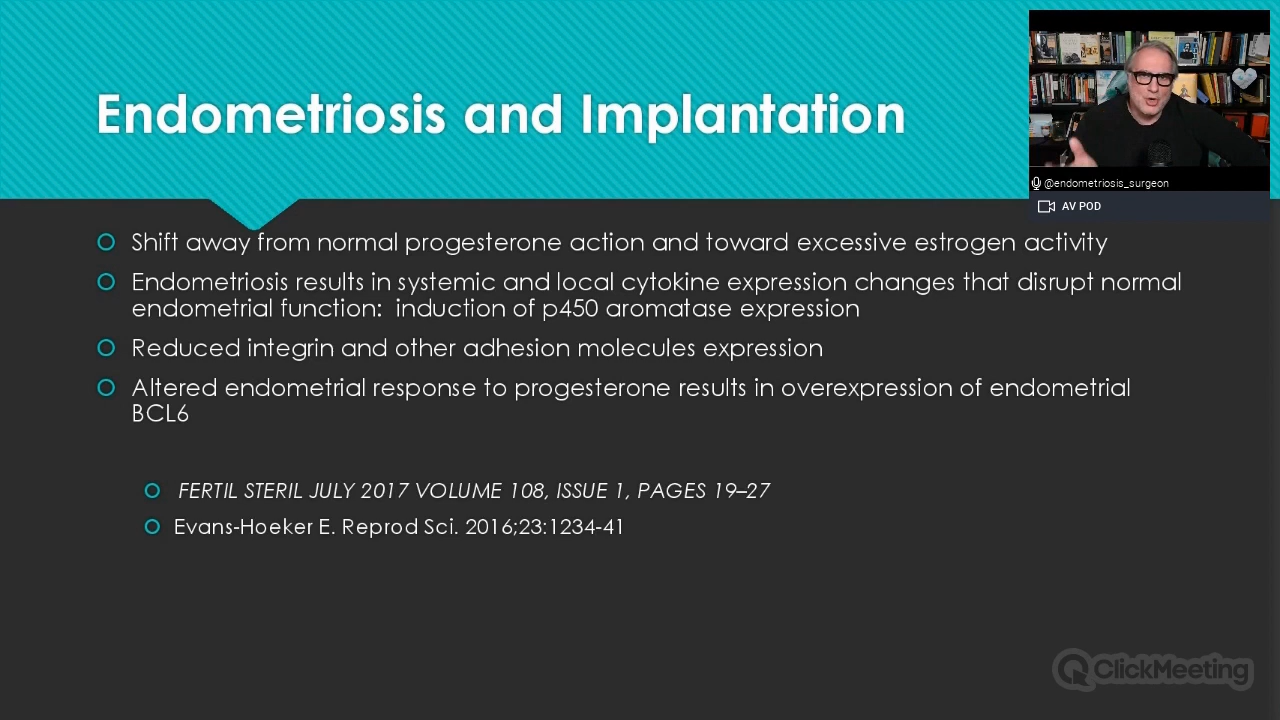 Endometriosis and Implantation
@endometriosis_surgeon
AV POD
Shift away from normal progesterone action and toward excessive estrogen activity
Endometriosis results in systemic and local cytokine expression changes that disrupt normal
endometrial function:  induction of p450 aromatase expression
Reduced integrin and other adhesion molecules expression
Altered endometrial response to progesterone results in overexpression of endometrial
BCL6
FERTIL STERIL JULY 2017 VOLUME 108, ISSUE 1, PAGES 19–27
Evans-Hoeker E. Reprod Sci. 2016;23:1234-41
ClickMeeting